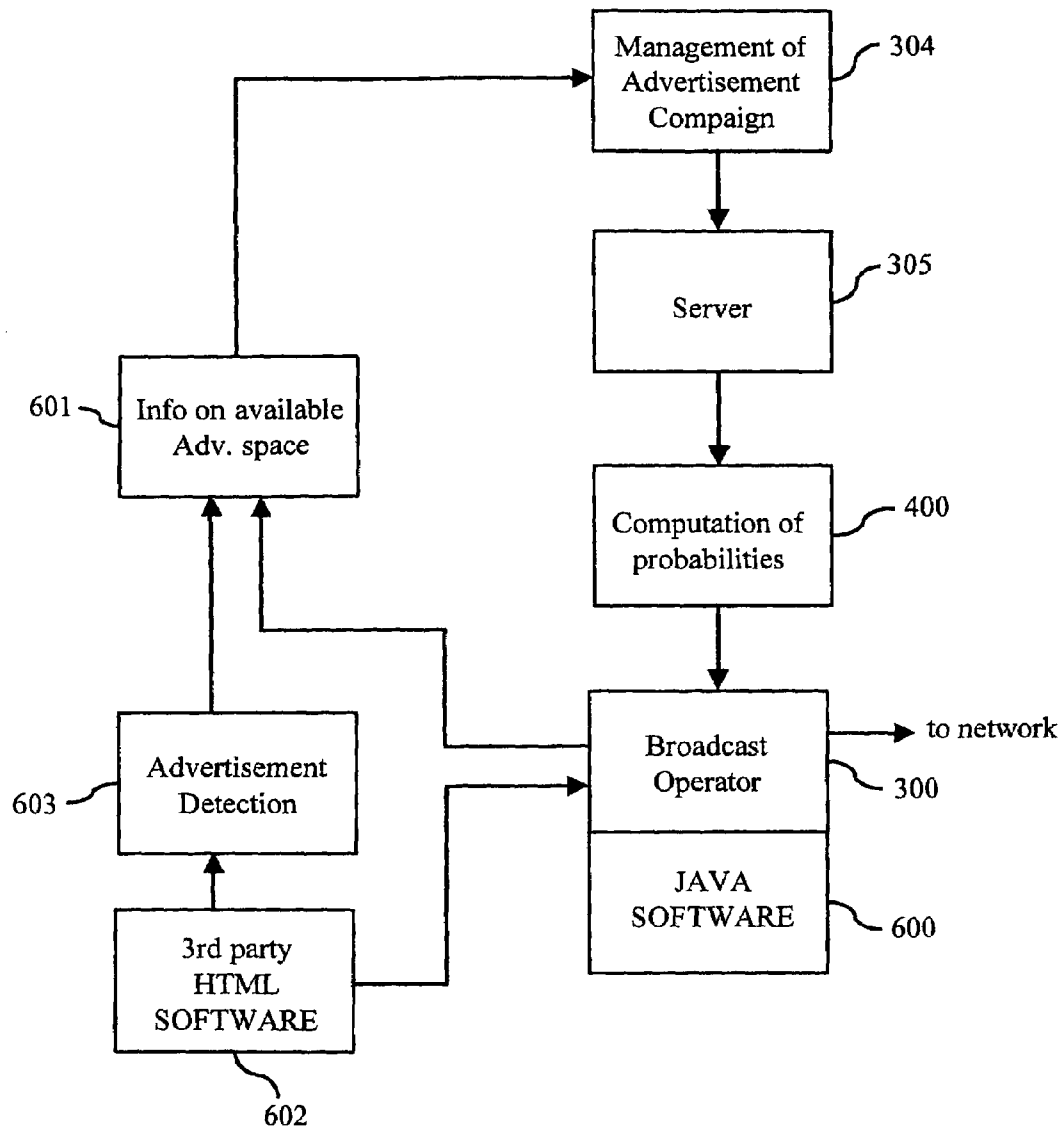 Management of
Advertisement
Compaign
304
Server
305
601
Info on available
Adv. space
Computation of
probabilities
400
603
Advertisement
Detection
Broadcast
Operator
to network
300
JAVA
SOFTWARE
600
3rd party
HTML
SOFTWARE
602